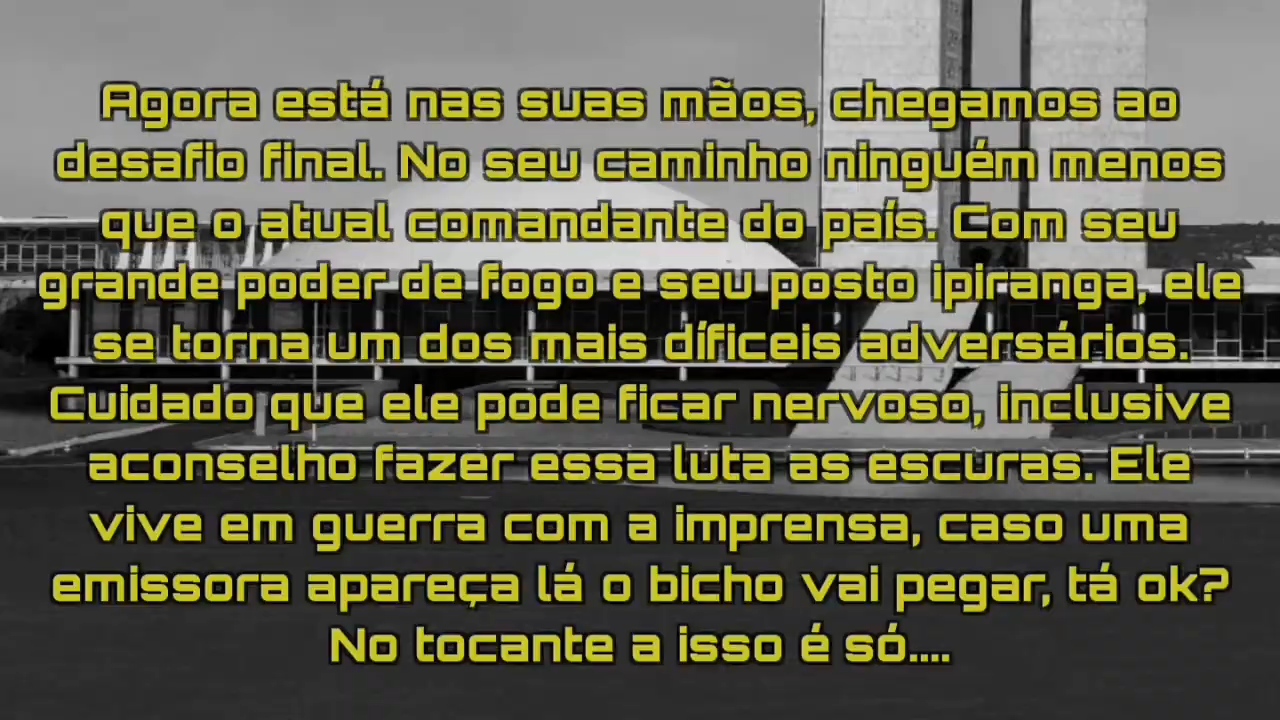 Agora está nas suas mãos, chegamos ao
desafio final. No seu caminho ninguém menos
que o atual comandante do país. Com seu
grande poder de fogo e seu posto ipiranga, ele
se torna um dos mais díficeis adversários.
Cuidado que ele pode ficar nervoso, inclusive
aconselho fazer essa luta as escuras. Ele
vive em guerra com a imprensa, caso uma
emissora apareça lá o bicho vai pegar, tá ok?
No tocante a isso é só....